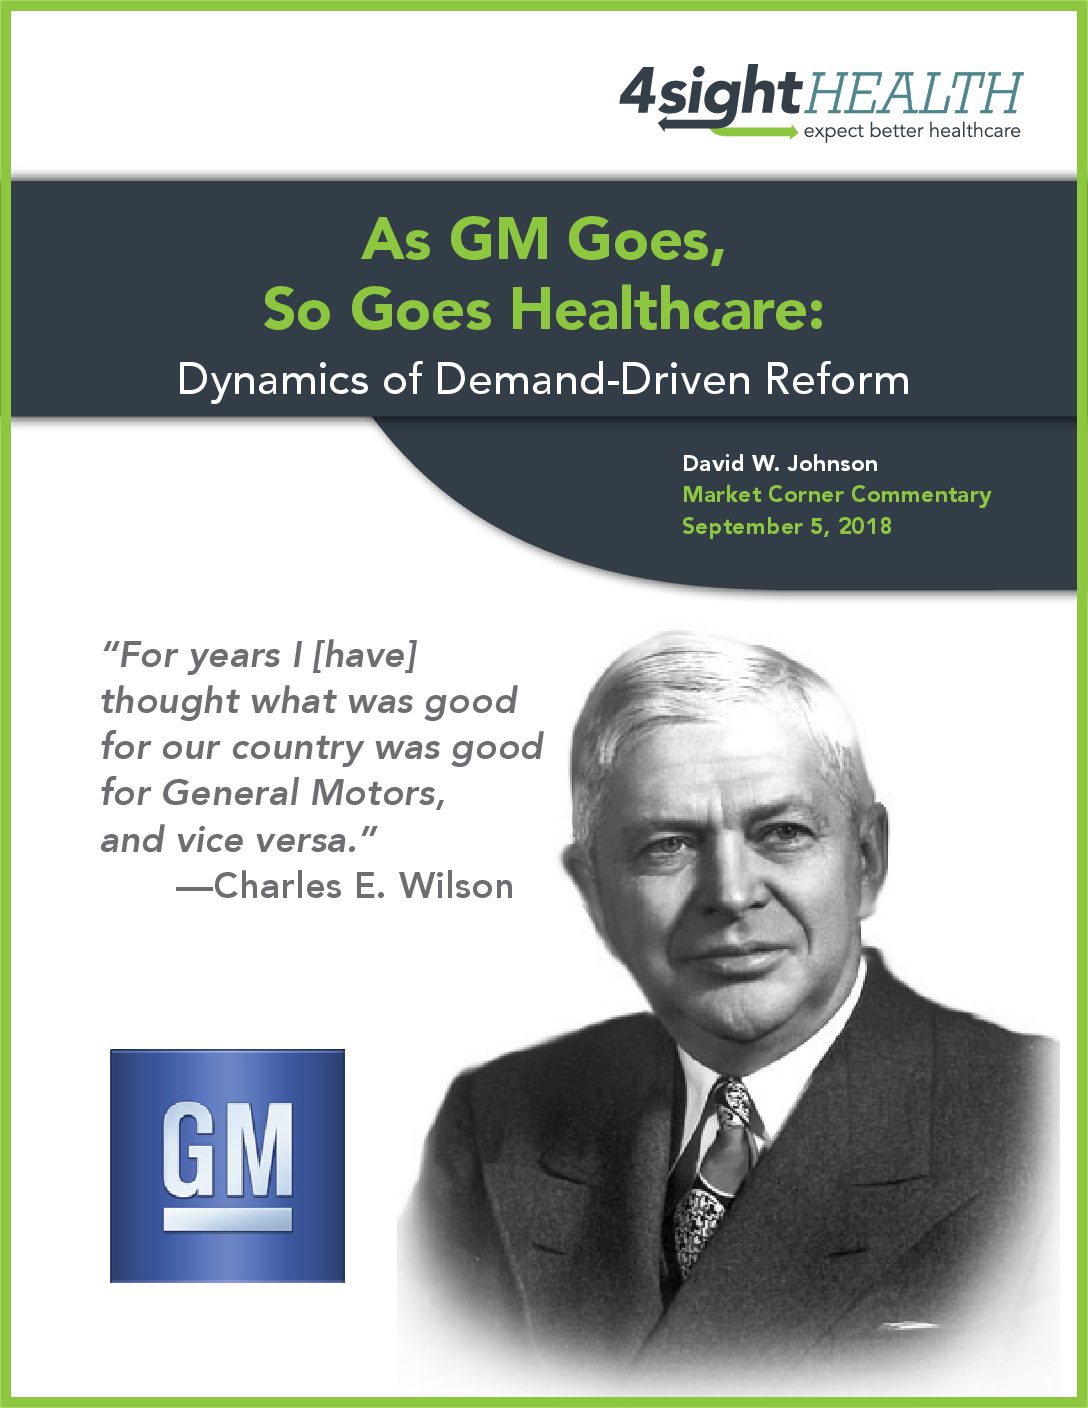 4sight HEALTH
expect better healthcare
As GM Goes,
So Goes Healthcare:
Dynamics of Demand-Driven Reform
David W. Johnson
Market Corner Commentary
September 5, 2018
“For years I [have]
thought what was good
for our country was good
for General Motors,
and vice versa.”
—Charles E. Wilson
GM